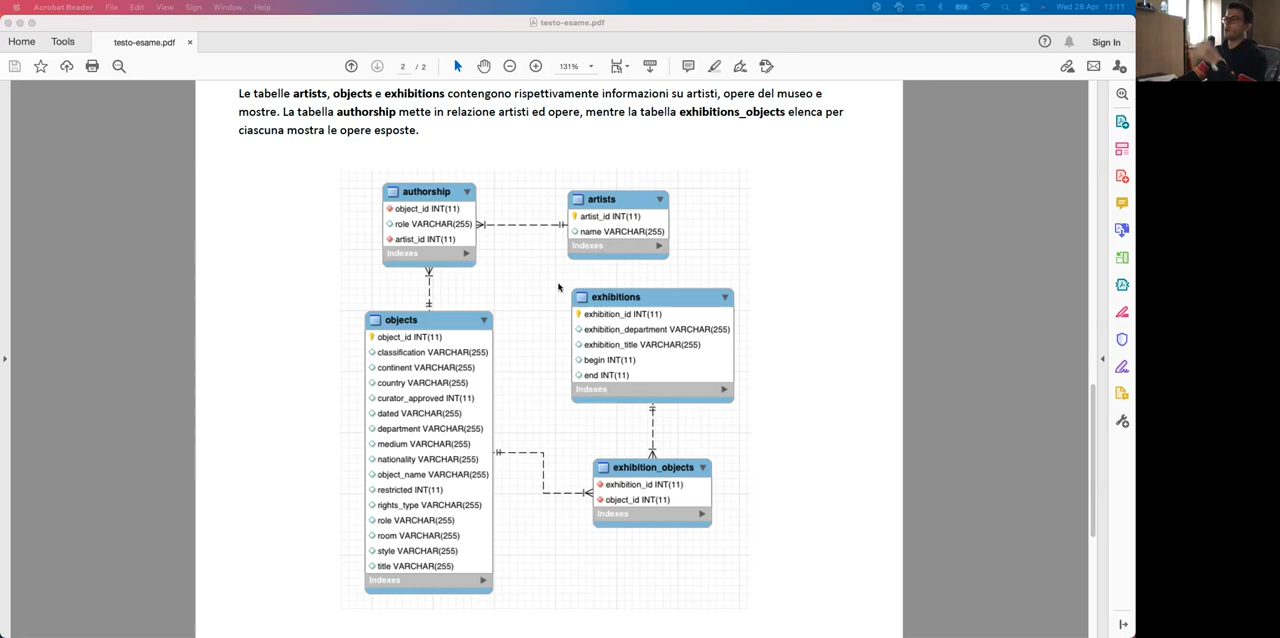 Acrobat Reader File Edit View Sign Window Help
Wed 28 Apr 13:11
testo-esame.pdf
Home Tools testo-esame.pdf × Sign In
2 / 2 131%
Le tabelle artists, objects e exhibitions contengono rispettivamente informazioni su artisti, opere del museo e
mostre. La tabella authorship mette in relazione artisti ed opere, mentre la tabella exhibitions_objects elenca per
ciascuna mostra le opere esposte.
authorship
object_id INT(11)
role VARCHAR(255)
artist_id INT(11)
Indexes
artists
artist_id INT(11)
name VARCHAR(255)
Indexes
exhibitions
exhibition_id INT(11)
exhibition_department VARCHAR(255)
exhibition_title VARCHAR(255)
begin INT(11)
end INT(11)
Indexes
objects
object_id INT(11)
classification VARCHAR(255)
continent VARCHAR(255)
country VARCHAR(255)
curator_approved INT(11)
dated VARCHAR(255)
department VARCHAR(255)
medium VARCHAR(255)
nationality VARCHAR(255)
object_name VARCHAR(255)
restricted INT(11)
rights_type VARCHAR(255)
role VARCHAR(255)
room VARCHAR(255)
style VARCHAR(255)
title VARCHAR(255)
Indexes
exhibition_objects
exhibition_id INT(11)
object_id INT(11)
Indexes